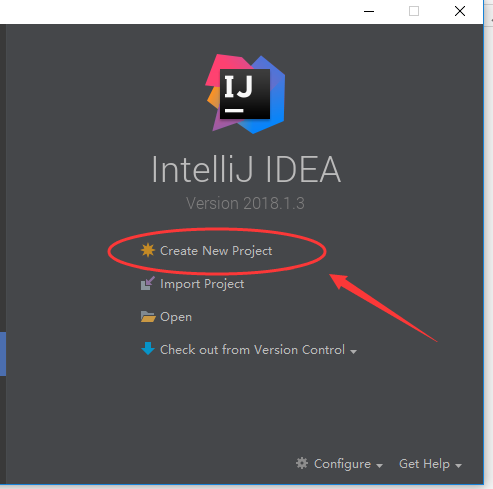 IJ
IntelliJ IDEA
Version 2018.1.3
Create New Project
Import Project
Open
Check out from Version Control
Configure Get Help